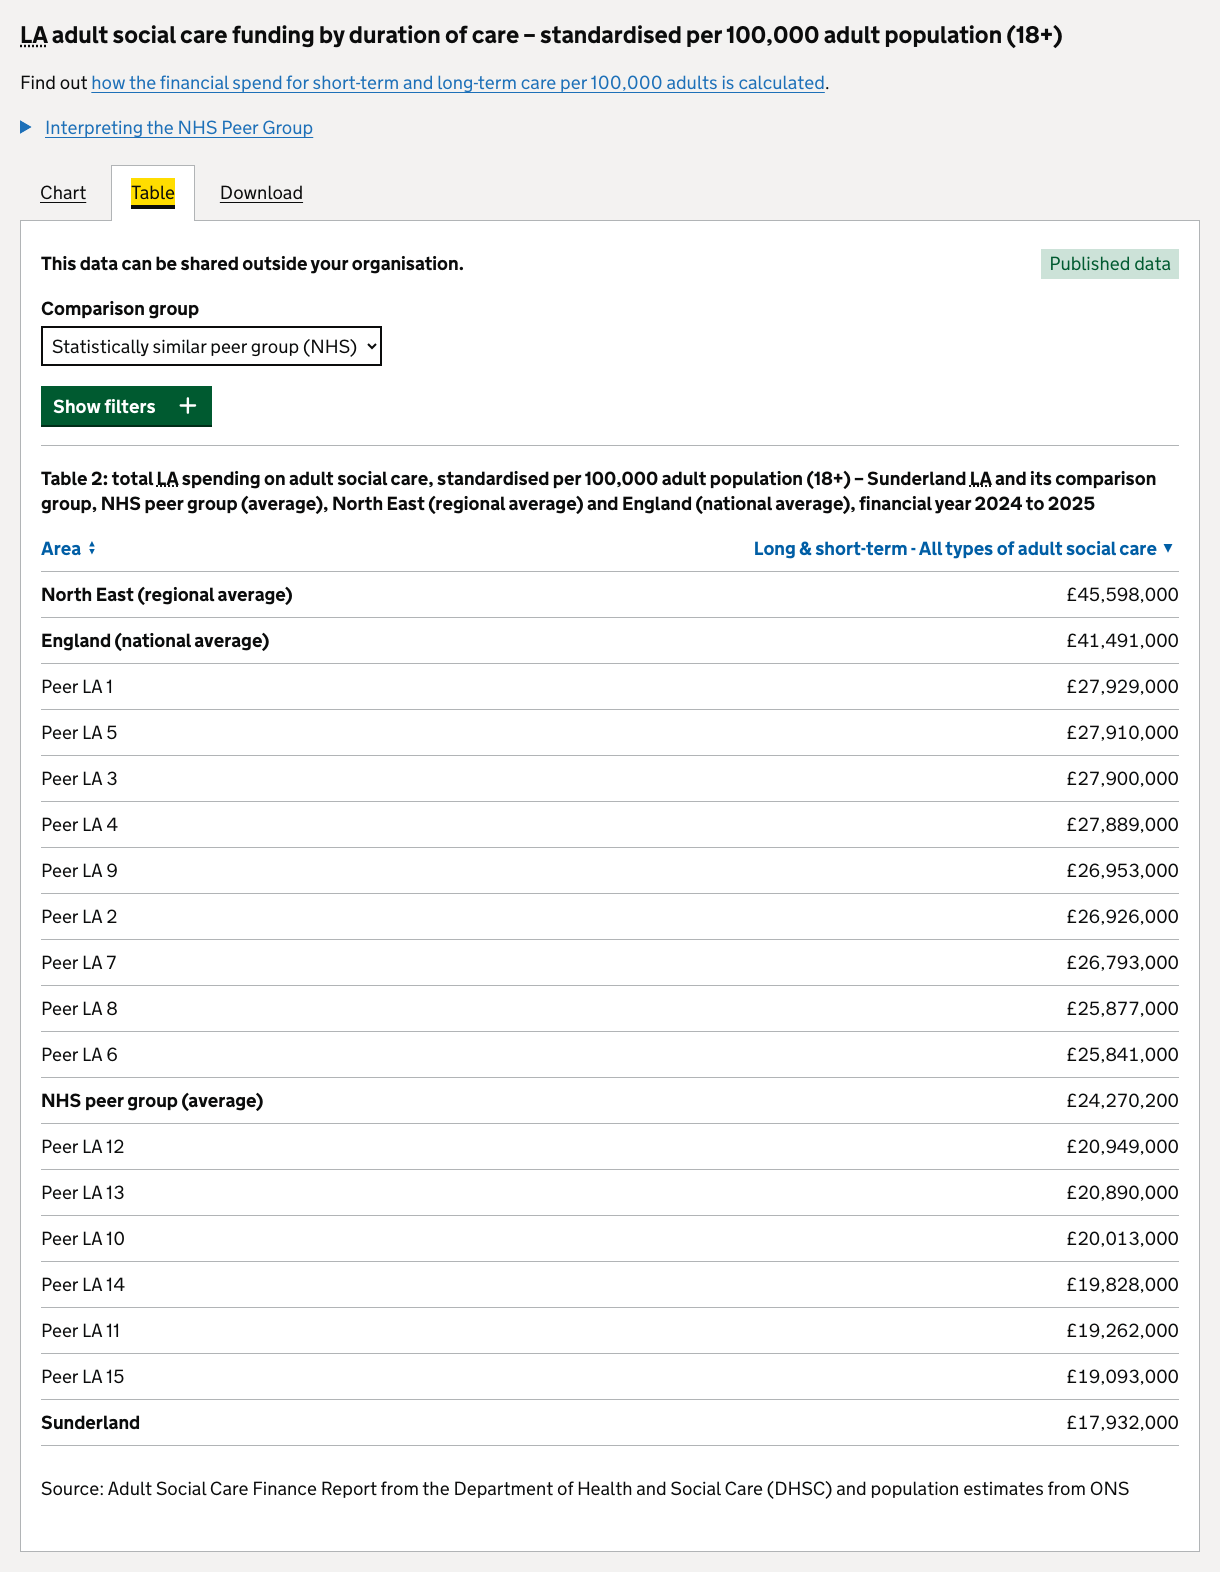 LA adult social care funding by duration of care – standardised per 100,000 adult population (18+)
Find out how the financial spend for short-term and long-term care per 100,000 adults is calculated.
Interpreting the NHS Peer Group
Chart Table Download
This data can be shared outside your organisation. Published data
Comparison group
Statistically similar peer group (NHS)
Show filters +
Table 2: total LA spending on adult social care, standardised per 100,000 adult population (18+) – Sunderland LA and its comparison
group, NHS peer group (average), North East (regional average) and England (national average), financial year 2024 to 2025
Area Long & short-term - All types of adult social care
North East (regional average) £45,598,000
England (national average) £41,491,000
Peer LA 1 £27,929,000
Peer LA 5 £27,910,000
Peer LA 3 £27,900,000
Peer LA 4 £27,889,000
Peer LA 9 £26,953,000
Peer LA 2 £26,926,000
Peer LA 7 £26,793,000
Peer LA 8 £25,877,000
Peer LA 6 £25,841,000
NHS peer group (average) £24,270,200
Peer LA 12 £20,949,000
Peer LA 13 £20,890,000
Peer LA 10 £20,013,000
Peer LA 14 £19,828,000
Peer LA 11 £19,262,000
Peer LA 15 £19,093,000
Sunderland £17,932,000
Source: Adult Social Care Finance Report from the Department of Health and Social Care (DHSC) and population estimates from ONS